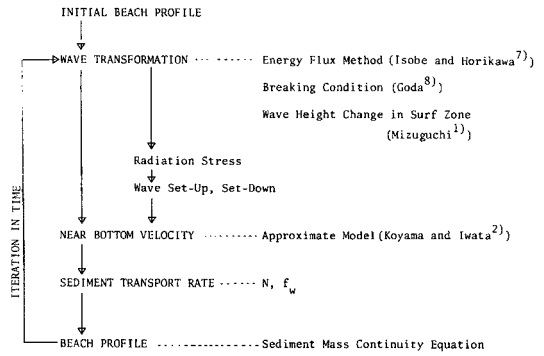 INITIAL BEACH PROFILE
WAVE TRANSFORMATION
Energy Flux Method (Isobe and Horikawa7))
Breaking Condition (Goda8))
Wave Height Change in Surf Zone
(Mizuguchi1))
Radiation Stress
Wave Set-Up, Set-Down
NEAR BOTTOM VELOCITY
Approximate Model (Koyama and Iwata2))
SEDIMENT TRANSPORT RATE
N, fw
BEACH PROFILE
Sediment Mass Continuity Equation
ITERATION IN TIME